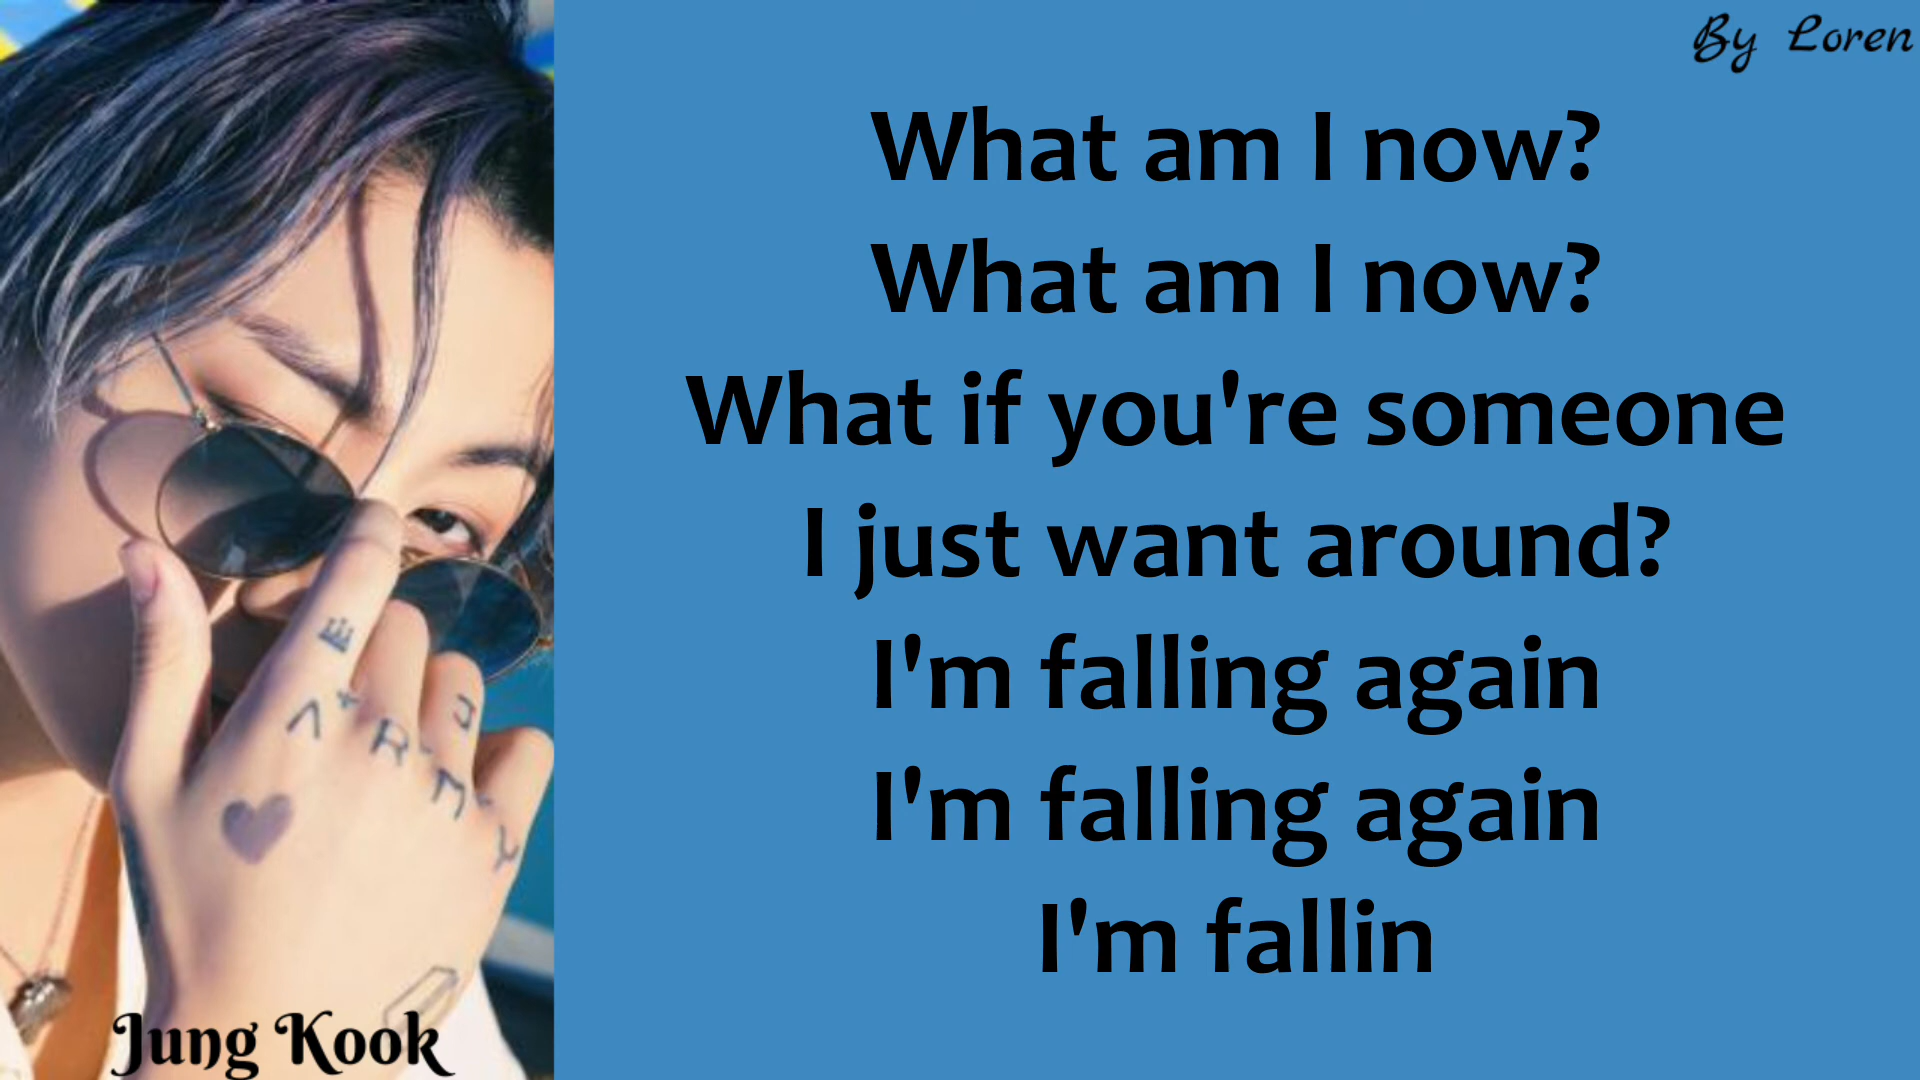 By Loren
What am I now?
What am I now?
What if you're someone
I just want around?
I'm falling again
I'm falling again
I'm fallin
E
J
A R M Y
Jung Kook